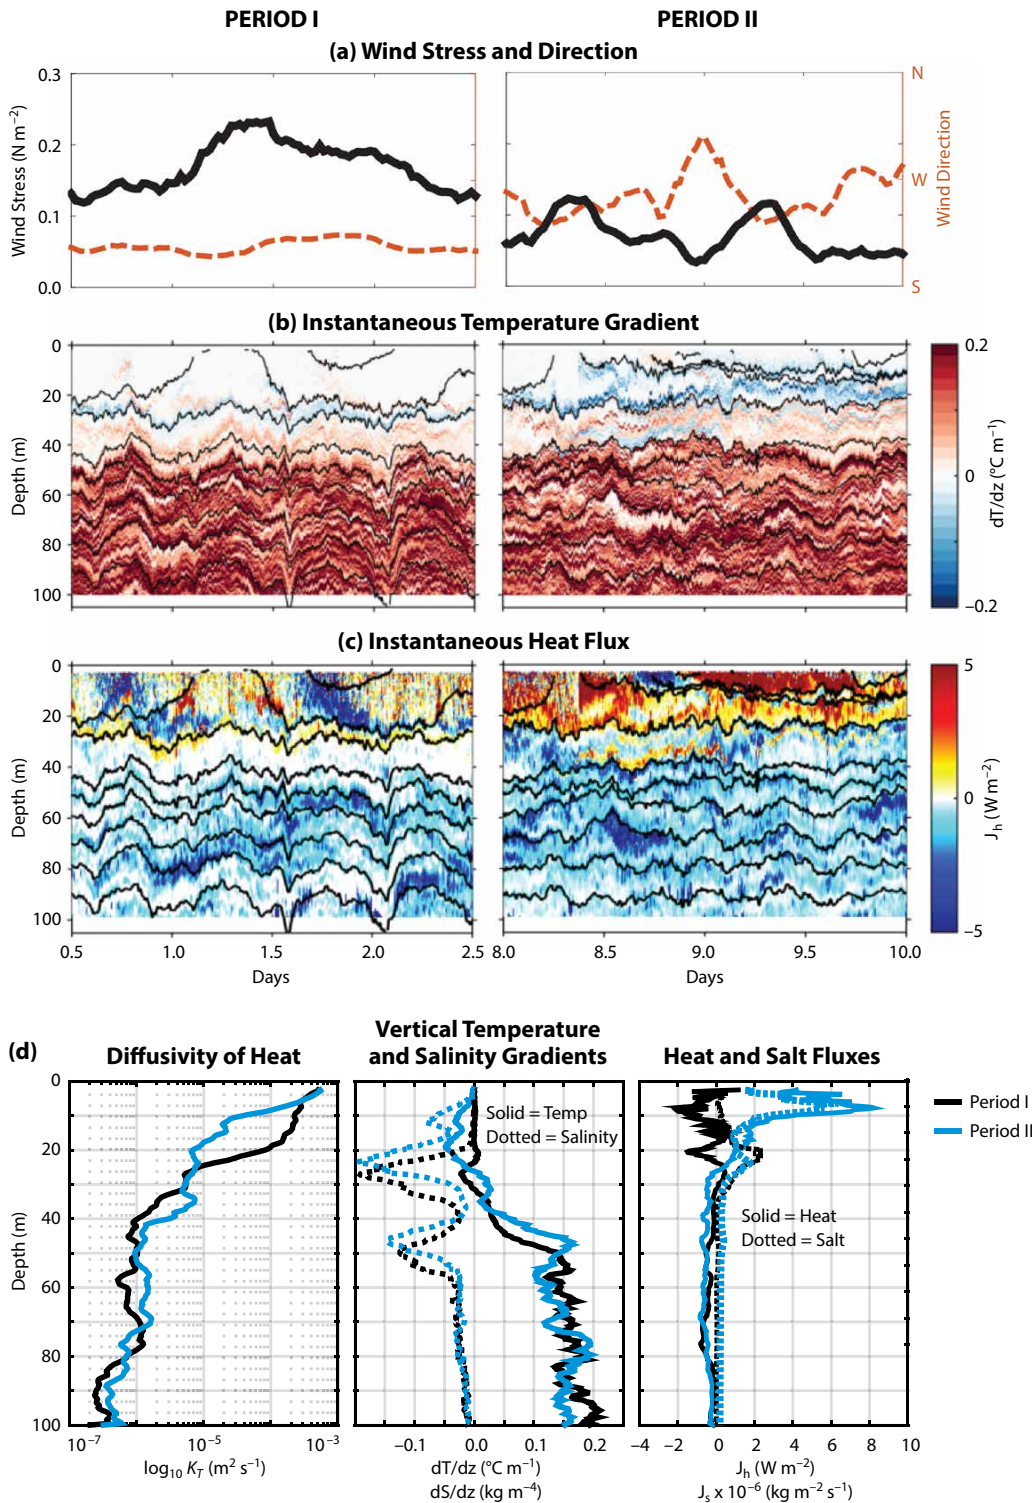 PERIOD I PERIOD II
(a) Wind Stress and Direction
0.3
0.2
0.1
0.0
Wind Stress (N m⁻²)
N
W
S
Wind Direction
(b) Instantaneous Temperature Gradient
0
20
40
60
80
100
Depth (m)
0.2
0
−0.2
dT/dz (°C m⁻¹)
(c) Instantaneous Heat Flux
0
20
40
60
80
100
Depth (m)
0.5 1.0 1.5 2.0 2.5 8.0 8.5 9.0 9.5 10.0
Days Days
5
0
−5
Jh (W m⁻²)
(d)
Diffusivity of Heat
Vertical Temperature
and Salinity Gradients
Heat and Salt Fluxes
0
20
40
60
80
100
Depth (m)
Solid = Temp
Dotted = Salinity
Solid = Heat
Dotted = Salt
Period I
Period II
10⁻⁷ 10⁻⁵ 10⁻³
log₁₀ KT (m² s⁻¹)
−0.1 0.0 0.1 0.2
dT/dz (°C m⁻¹)
dS/dz (kg m⁻⁴)
−4 −2 0 2 4 6 8 10
Jh (W m⁻²)
Js x 10⁻⁶ (kg m⁻² s⁻¹)